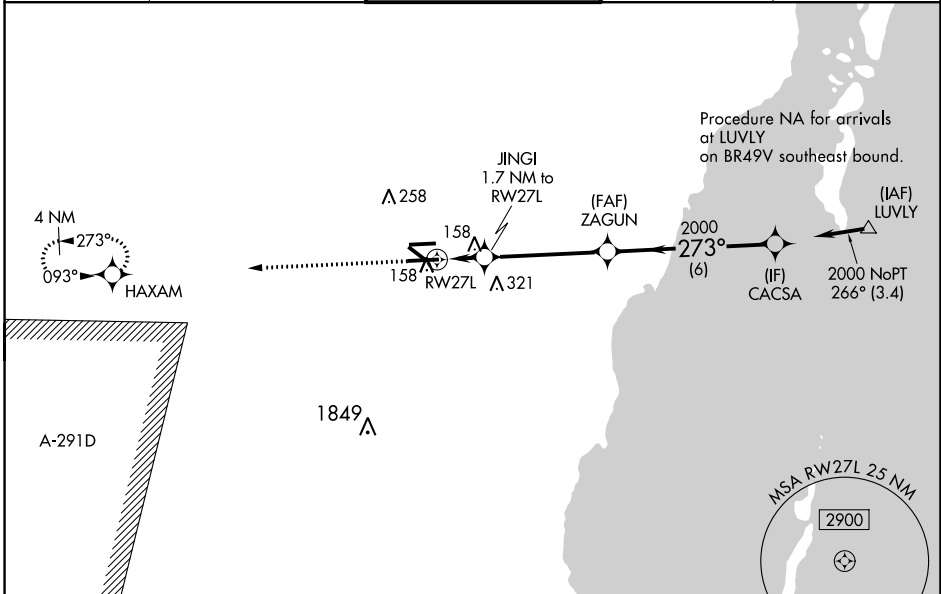 Procedure NA for arrivals
at LUVLY
on BR49V southeast bound.
JINGI
1.7 NM to
RW27L
258
(FAF)
ZAGUN
(IAF)
LUVLY
4 NM
273°
093°
HAXAM
158
158
RW27L
321
2000
273°
(6)
(IF)
CACSA
2000 NoPT
266° (3.4)
A-291D
1849
MSA RW27L 25 NM
2900